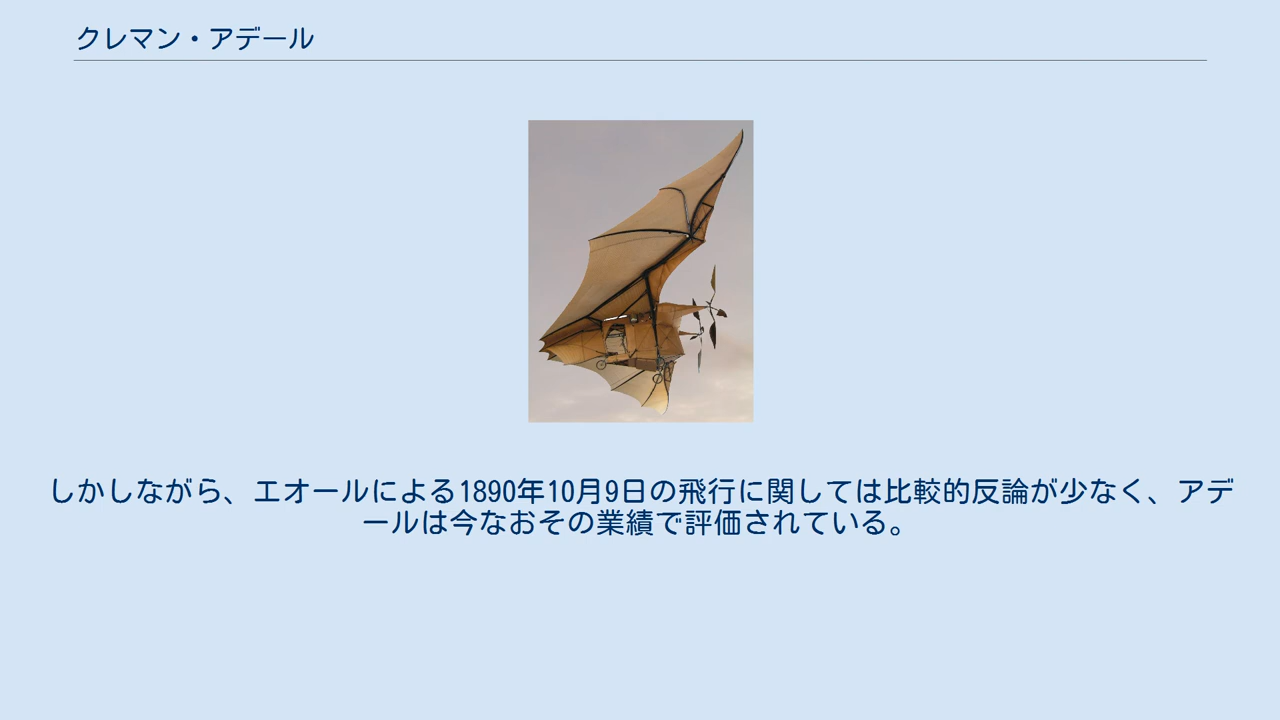 クレマン・アデール
しかしながら、エオールによる1890年10月9日の飛行に関しては比較的反論が少なく、アデ
ールは今なおその業績で評価されている。